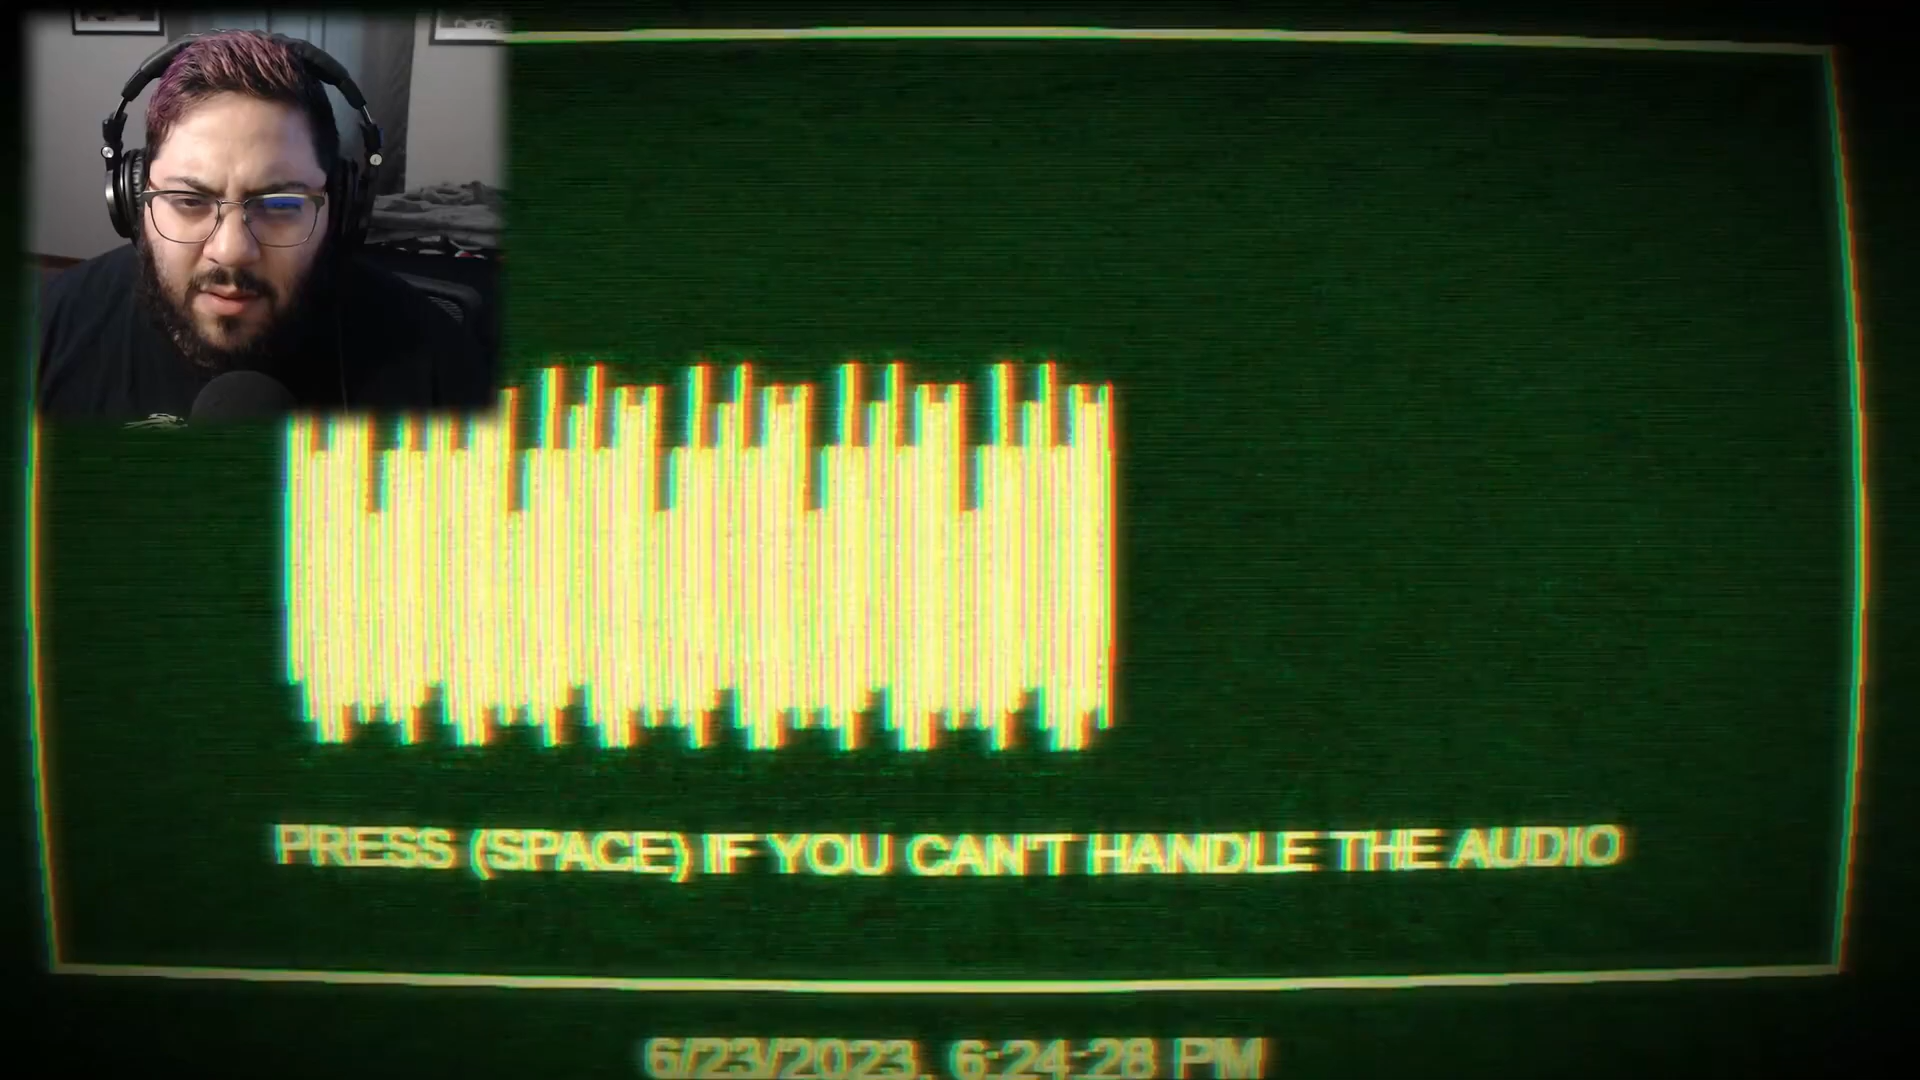 PRESS (SPACE) IF YOU CAN'T HANDLE THE AUDIO
6/23/2023, 6:24:28 PM